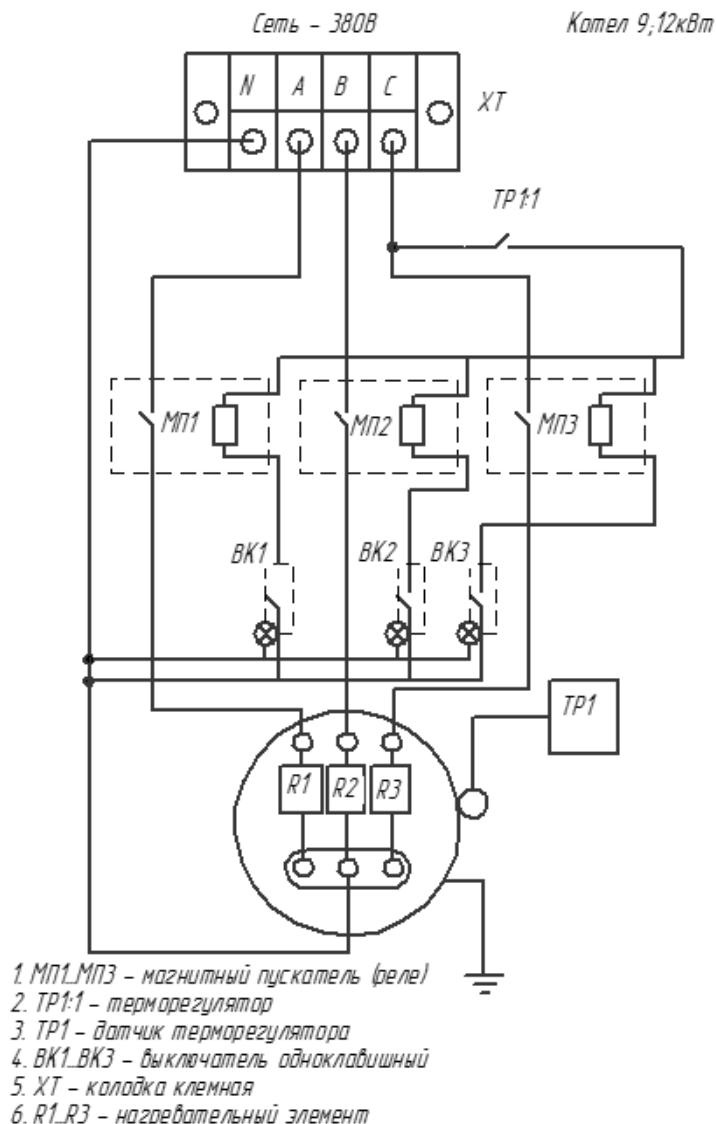 Сеть - 380В
Котел 9;12кВт
N A B C
XT
ТР1:1
МП1
МП2
МП3
ВК1
ВК2
ВК3
ТР1
R1
R2
R3
1. МП1..МП3 - магнитный пускатель (реле)
2. ТР1:1 - терморегулятор
3. ТР1 - датчик терморегулятора
4. ВК1..ВК3 - выключатель одноклавишный
5. XT - колодка клемная
6. R1..R3 - нагревательный элемент